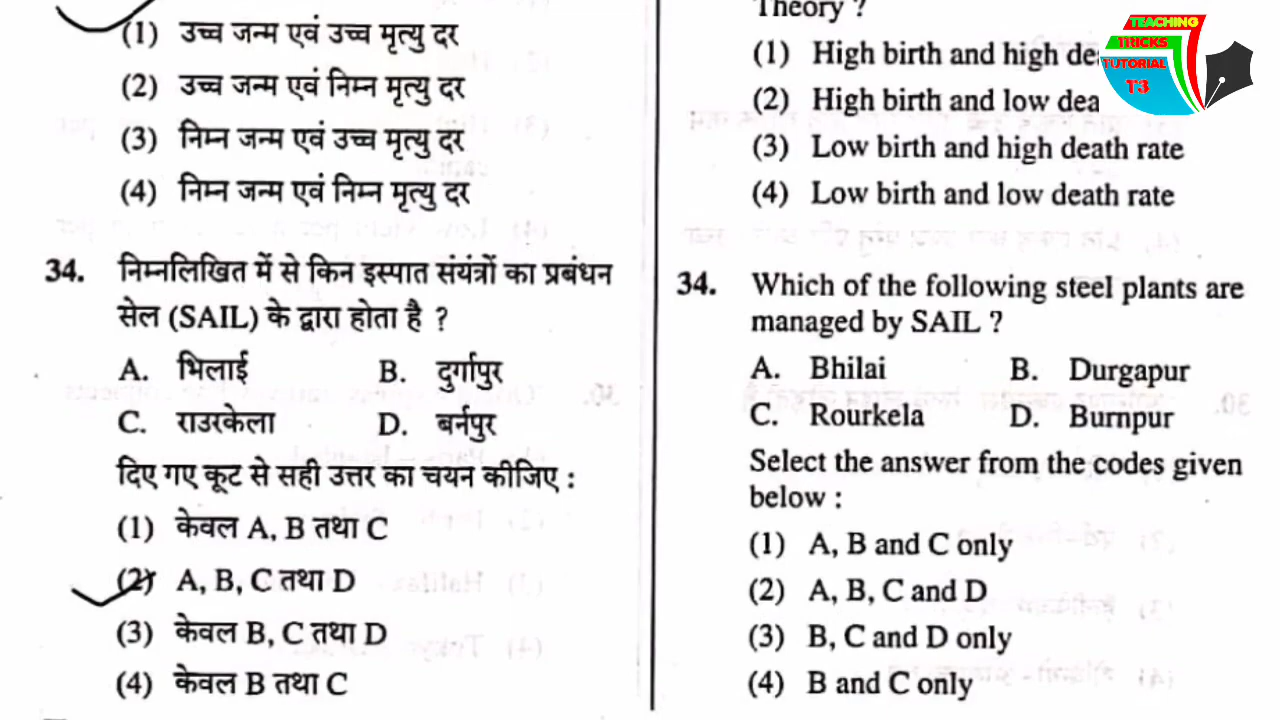 (1) उच्च जन्म एवं उच्च मृत्यु दर
(2) उच्च जन्म एवं निम्न मृत्यु दर
(3) निम्न जन्म एवं उच्च मृत्यु दर
(4) निम्न जन्म एवं निम्न मृत्यु दर
34. निम्नलिखित में से किन इस्पात संयंत्रों का प्रबंधन
सेल (SAIL) के द्वारा होता है ?
A. भिलाई B. दुर्गापुर
C. राउरकेला D. बर्नपुर
दिए गए कूट से सही उत्तर का चयन कीजिए :
(1) केवल A, B तथा C
(2) A, B, C तथा D
(3) केवल B, C तथा D
(4) केवल B तथा C
Theory ?
(1) High birth and high de
(2) High birth and low dea
(3) Low birth and high death rate
(4) Low birth and low death rate
34. Which of the following steel plants are
managed by SAIL ?
A. Bhilai B. Durgapur
C. Rourkela D. Burnpur
Select the answer from the codes given
below :
(1) A, B and C only
(2) A, B, C and D
(3) B, C and D only
(4) B and C only
TEACHING
TRICKS
TUTORIAL
T3